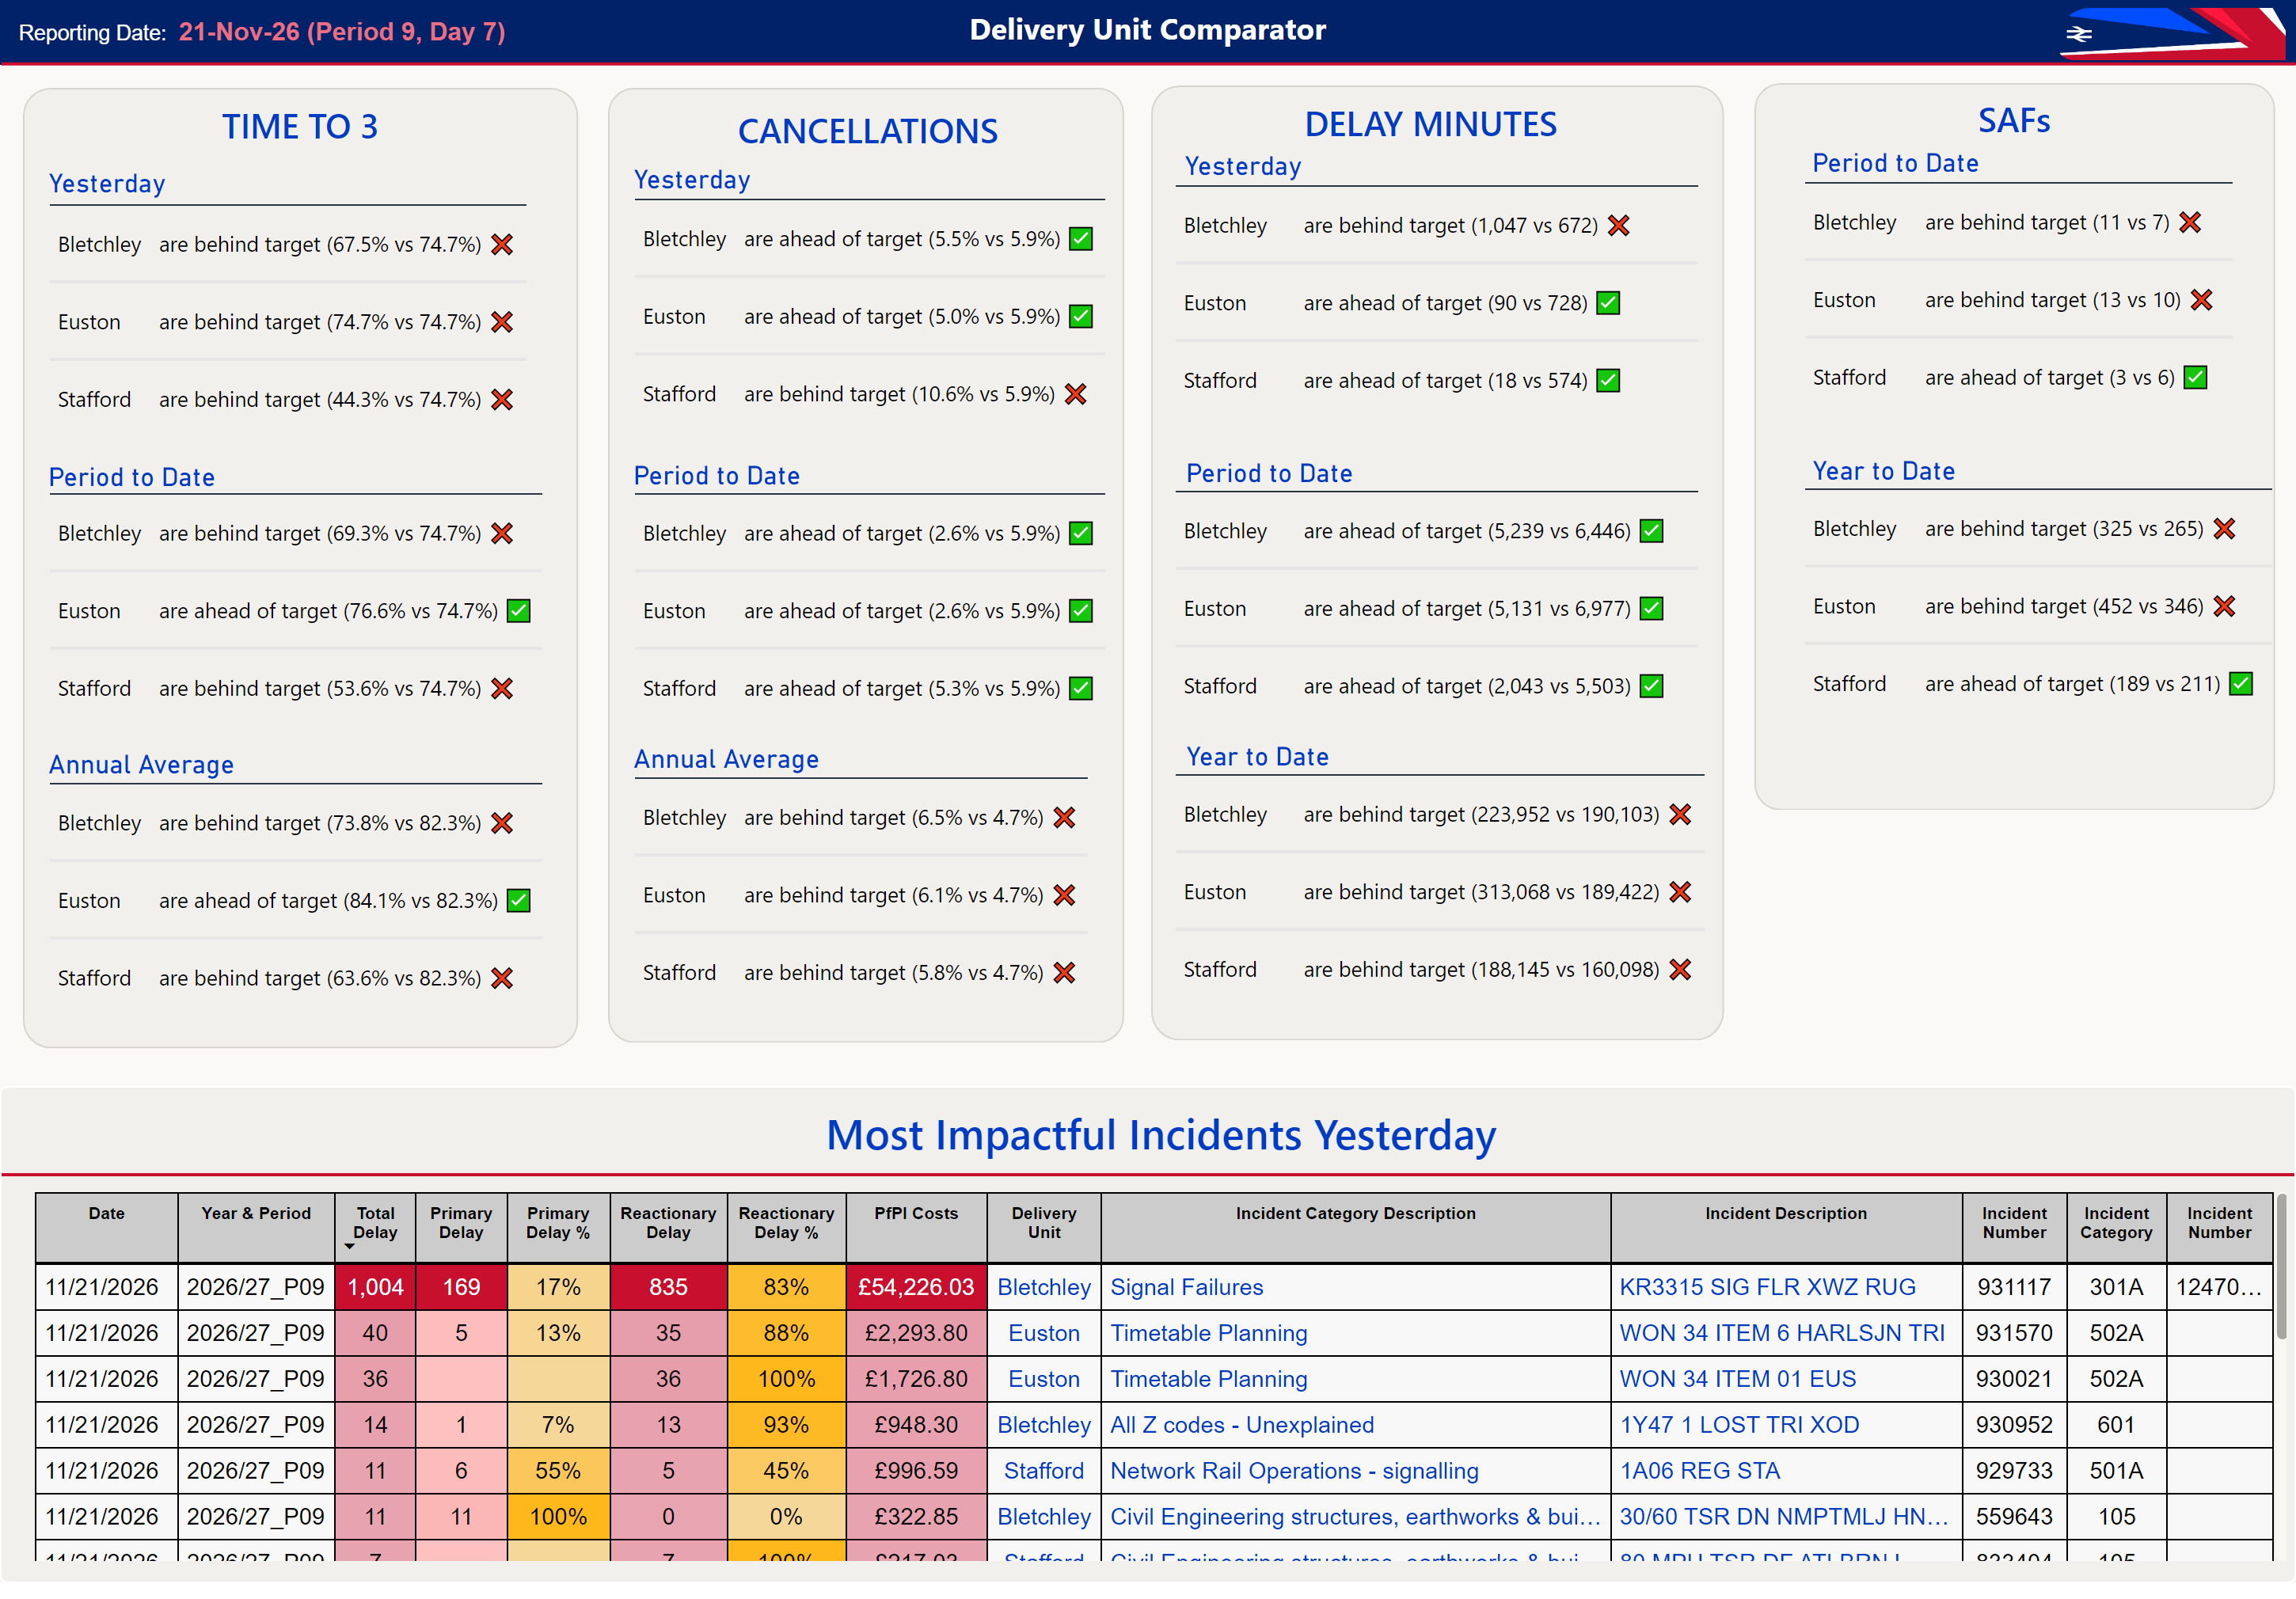 Reporting Date: 21-Nov-26 (Period 9, Day 7)
Delivery Unit Comparator
TIME TO 3
Yesterday
Bletchley are behind target (67.5% vs 74.7%) ❌
Euston are behind target (74.7% vs 74.7%) ❌
Stafford are behind target (44.3% vs 74.7%) ❌
Period to Date
Bletchley are behind target (69.3% vs 74.7%) ❌
Euston are ahead of target (76.6% vs 74.7%) ✅
Stafford are behind target (53.6% vs 74.7%) ❌
Annual Average
Bletchley are behind target (73.8% vs 82.3%) ❌
Euston are ahead of target (84.1% vs 82.3%) ✅
Stafford are behind target (63.6% vs 82.3%) ❌
CANCELLATIONS
Yesterday
Bletchley are ahead of target (5.5% vs 5.9%) ✅
Euston are ahead of target (5.0% vs 5.9%) ✅
Stafford are behind target (10.6% vs 5.9%) ❌
Period to Date
Bletchley are ahead of target (2.6% vs 5.9%) ✅
Euston are ahead of target (2.6% vs 5.9%) ✅
Stafford are ahead of target (5.3% vs 5.9%) ✅
Annual Average
Bletchley are behind target (6.5% vs 4.7%) ❌
Euston are behind target (6.1% vs 4.7%) ❌
Stafford are behind target (5.8% vs 4.7%) ❌
DELAY MINUTES
Yesterday
Bletchley are behind target (1,047 vs 672) ❌
Euston are ahead of target (90 vs 728) ✅
Stafford are ahead of target (18 vs 574) ✅
Period to Date
Bletchley are ahead of target (5,239 vs 6,446) ✅
Euston are ahead of target (5,131 vs 6,977) ✅
Stafford are ahead of target (2,043 vs 5,503) ✅
Year to Date
Bletchley are behind target (223,952 vs 190,103) ❌
Euston are behind target (313,068 vs 189,422) ❌
Stafford are behind target (188,145 vs 160,098) ❌
SAFs
Period to Date
Bletchley are behind target (11 vs 7) ❌
Euston are behind target (13 vs 10) ❌
Stafford are ahead of target (3 vs 6) ✅
Year to Date
Bletchley are behind target (325 vs 265) ❌
Euston are behind target (452 vs 346) ❌
Stafford are ahead of target (189 vs 211) ✅
Most Impactful Incidents Yesterday
Date Year & Period Total Delay Primary Delay Primary Delay % Reactionary Delay Reactionary Delay % PfPI Costs Delivery Unit Incident Category Description Incident Description Incident Number Incident Category Incident Number
11/21/2026 2026/27_P09 1,004 169 17% 835 83% £54,226.03 Bletchley Signal Failures KR3315 SIG FLR XWZ RUG 931117 301A 12470…
11/21/2026 2026/27_P09 40 5 13% 35 88% £2,293.80 Euston Timetable Planning WON 34 ITEM 6 HARLSJN TRI 931570 502A
11/21/2026 2026/27_P09 36 36 100% £1,726.80 Euston Timetable Planning WON 34 ITEM 01 EUS 930021 502A
11/21/2026 2026/27_P09 14 1 7% 13 93% £948.30 Bletchley All Z codes - Unexplained 1Y47 1 LOST TRI XOD 930952 601
11/21/2026 2026/27_P09 11 6 55% 5 45% £996.59 Stafford Network Rail Operations - signalling 1A06 REG STA 929733 501A
11/21/2026 2026/27_P09 11 11 100% 0 0% £322.85 Bletchley Civil Engineering structures, earthworks & bui… 30/60 TSR DN NMPTMLJ HN… 559643 105
11/21/2026 2026/27_P09 7 7 100% Stafford Civil Engineering structures, earthworks & bui…